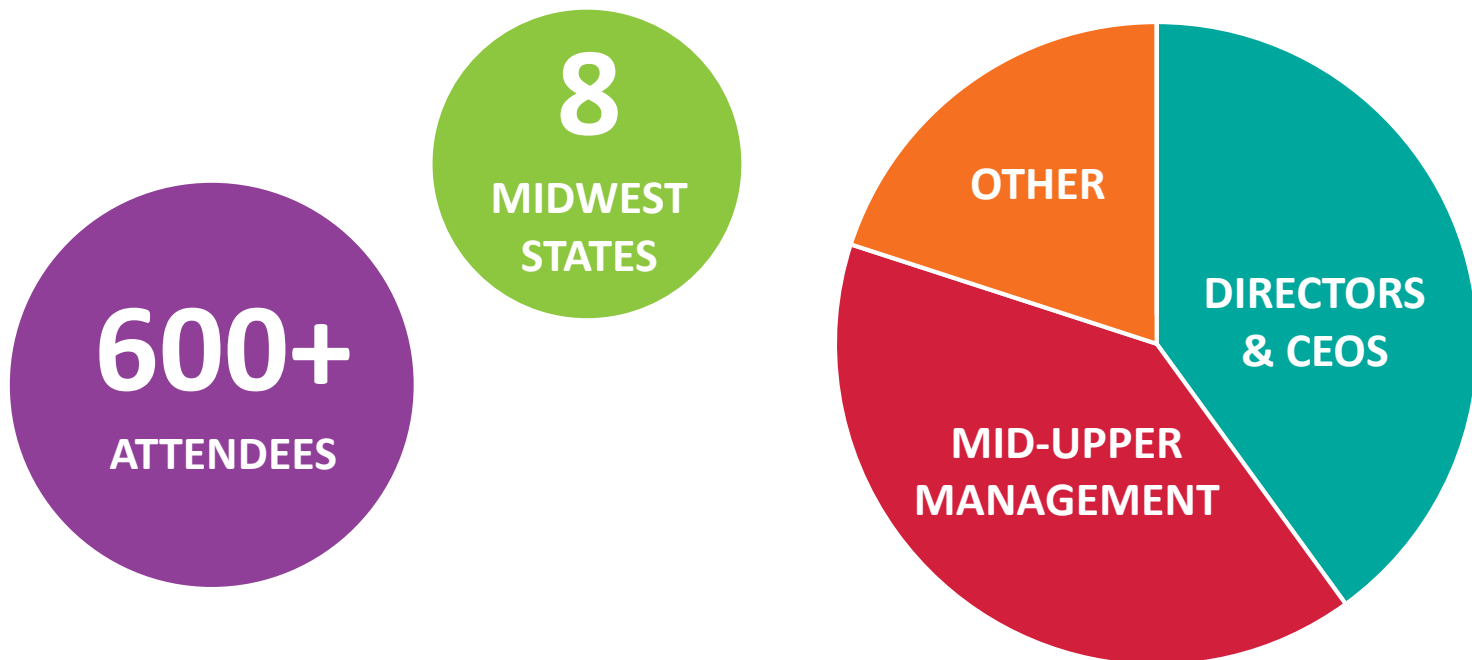 8
MIDWEST
STATES
600+
ATTENDEES
OTHER
DIRECTORS
& CEOS
MID-UPPER
MANAGEMENT